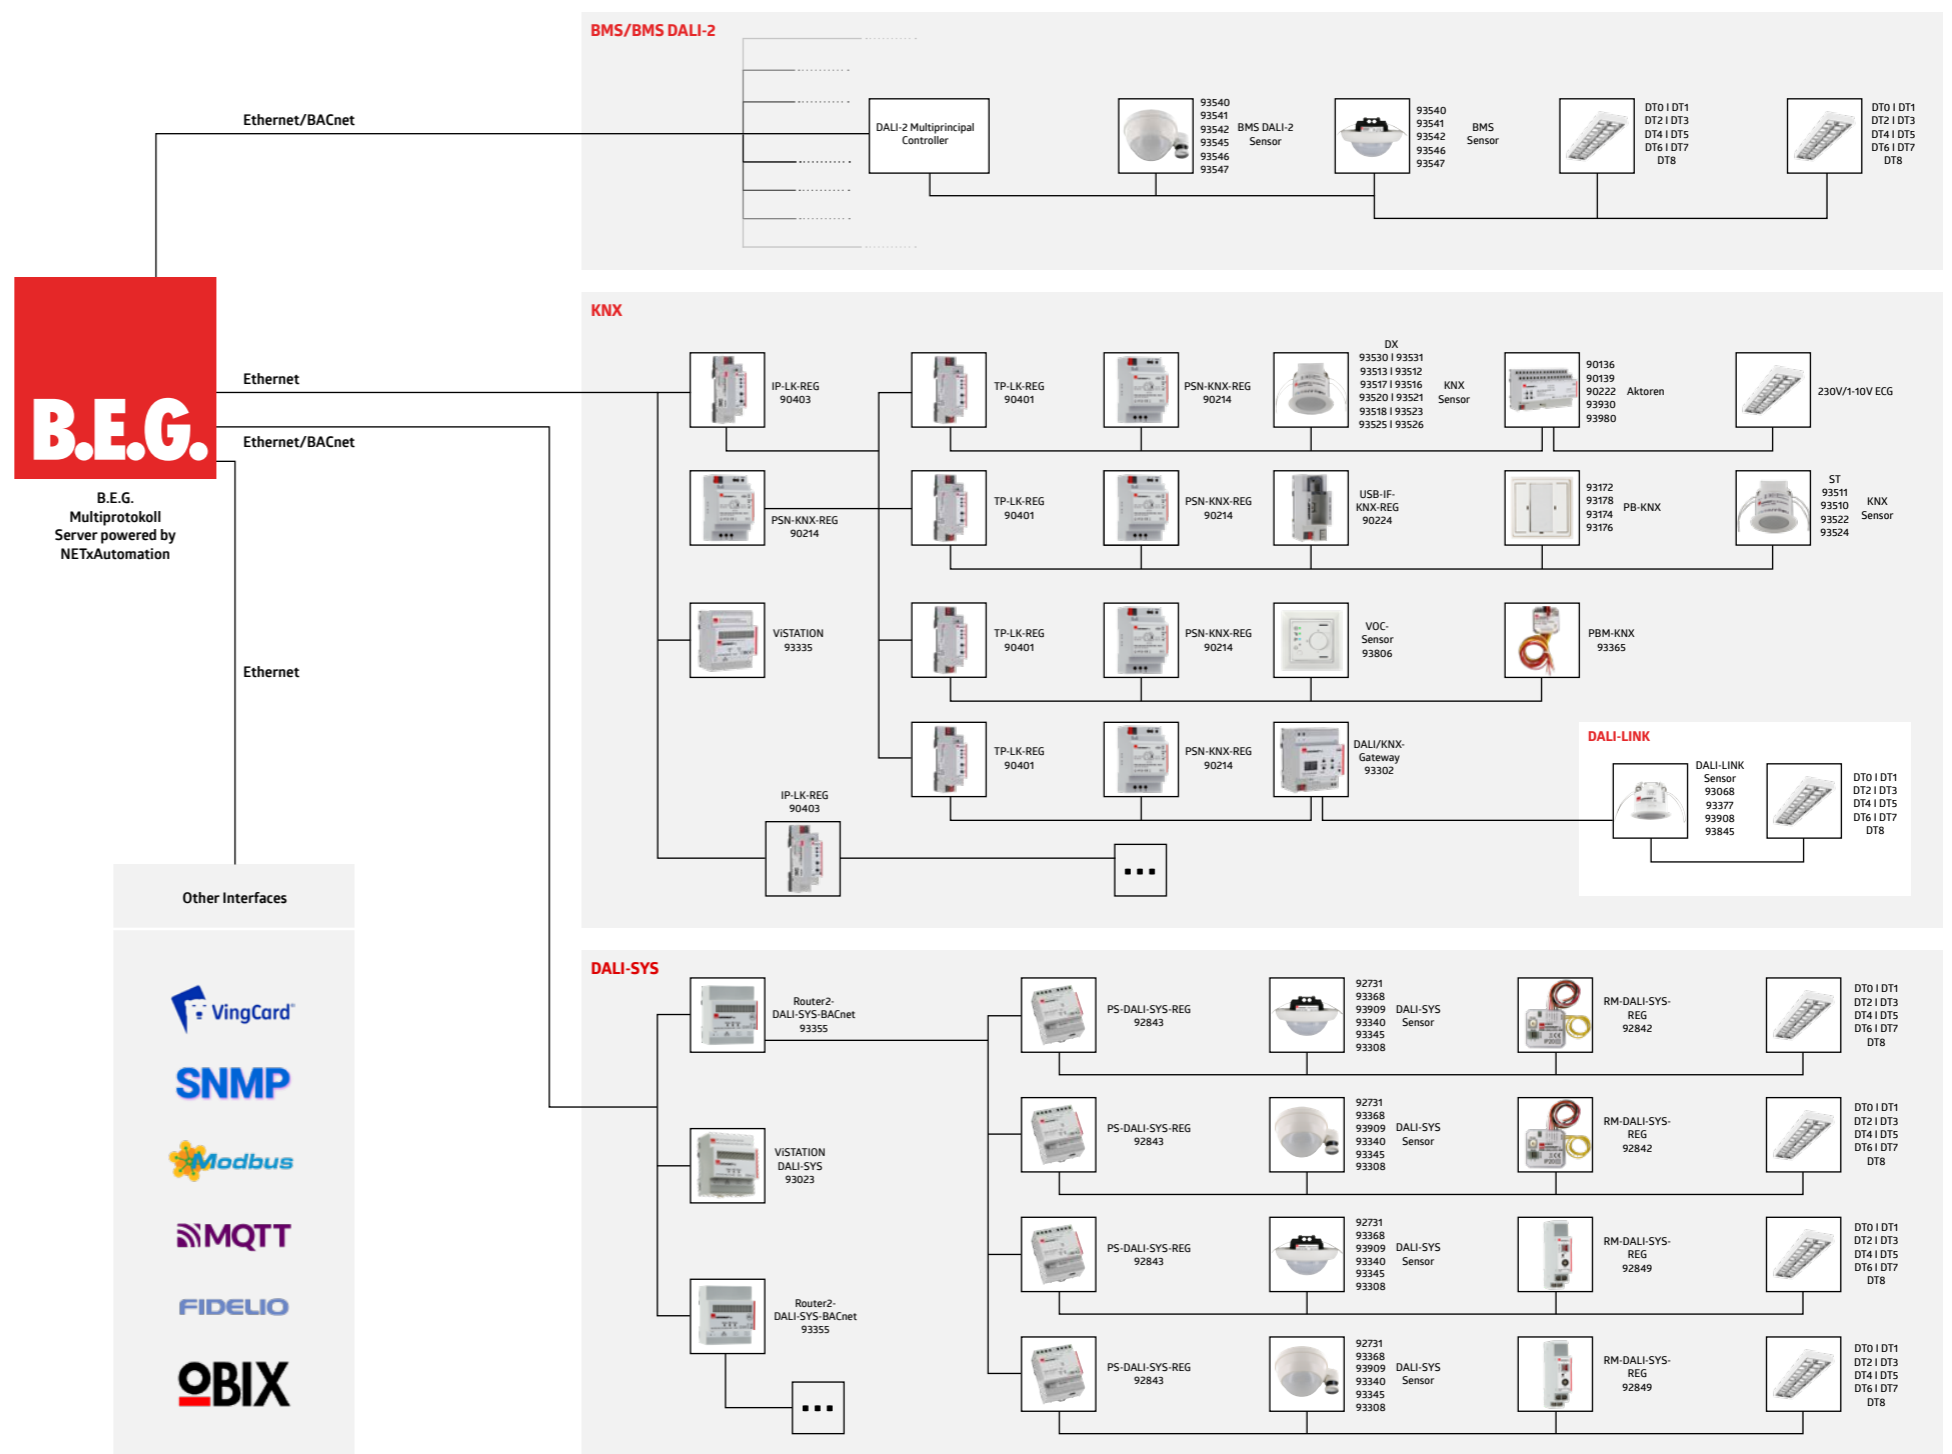 BMS/BMS DALI-2
Ethernet/BACnet
DALI-2 Multiprincipal
Controller
93540
93541
93542
93545
93546
93547
BMS DALI-2
Sensor
93540
93541
93542
93546
93547
BMS
Sensor
DT0 I DT1
DT2 I DT3
DT4 I DT5
DT6 I DT7
DT8
DT0 I DT1
DT2 I DT3
DT4 I DT5
DT6 I DT7
DT8
B.E.G.
B.E.G.
Multiprotokoll
Server powered by
NETxAutomation
Ethernet
Ethernet/BACnet
Ethernet
KNX
IP-LK-REG
90403
TP-LK-REG
90401
PSN-KNX-REG
90214
DX
93530 I 93531
93513 I 93512
93517 I 93516
93520 I 93521
93518 I 93523
93525 I 93526
KNX
Sensor
90136
90139
90222
93930
93980
Aktoren
230V/1-10V ECG
PSN-KNX-REG
90214
TP-LK-REG
90401
PSN-KNX-REG
90214
USB-IF-
KNX-REG
90224
93172
93178
93174
93176
PB-KNX
ST
93511
93510
93522
93524
KNX
Sensor
ViSTATION
93335
TP-LK-REG
90401
PSN-KNX-REG
90214
VOC-
Sensor
93806
PBM-KNX
93365
TP-LK-REG
90401
PSN-KNX-REG
90214
DALI/KNX-
Gateway
93302
DALI-LINK
DALI-LINK
Sensor
93068
93377
93908
93845
DT0 I DT1
DT2 I DT3
DT4 I DT5
DT6 I DT7
DT8
IP-LK-REG
90403
...
Other Interfaces
VingCard
SNMP
Modbus
MQTT
FIDELIO
oBIX
DALI-SYS
Router2-
DALI-SYS-BACnet
93355
PS-DALI-SYS-REG
92843
92731
93368
93909
93340
93345
93308
DALI-SYS
Sensor
RM-DALI-SYS-
REG
92842
DT0 I DT1
DT2 I DT3
DT4 I DT5
DT6 I DT7
DT8
ViSTATION
DALI-SYS
93023
PS-DALI-SYS-REG
92843
92731
93368
93909
93340
93345
93308
DALI-SYS
Sensor
RM-DALI-SYS-
REG
92842
DT0 I DT1
DT2 I DT3
DT4 I DT5
DT6 I DT7
DT8
PS-DALI-SYS-REG
92843
92731
93368
93909
93340
93345
93308
DALI-SYS
Sensor
RM-DALI-SYS-
REG
92849
DT0 I DT1
DT2 I DT3
DT4 I DT5
DT6 I DT7
DT8
Router2-
DALI-SYS-BACnet
93355
PS-DALI-SYS-REG
92843
92731
93368
93909
93340
93345
93308
DALI-SYS
Sensor
RM-DALI-SYS-
REG
92849
DT0 I DT1
DT2 I DT3
DT4 I DT5
DT6 I DT7
DT8
...